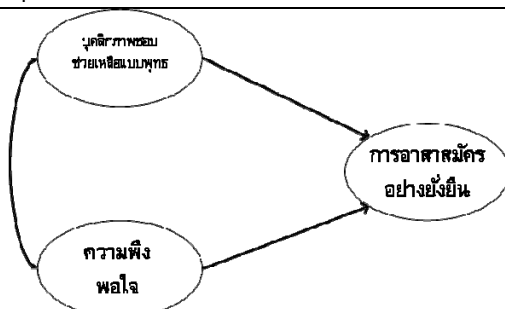 บุคลิกภาพชอบ
ช่วยเหลือแบบพุทธ
การอาสาสมัคร
อย่างยั่งยืน
ความพึง
พอใจ